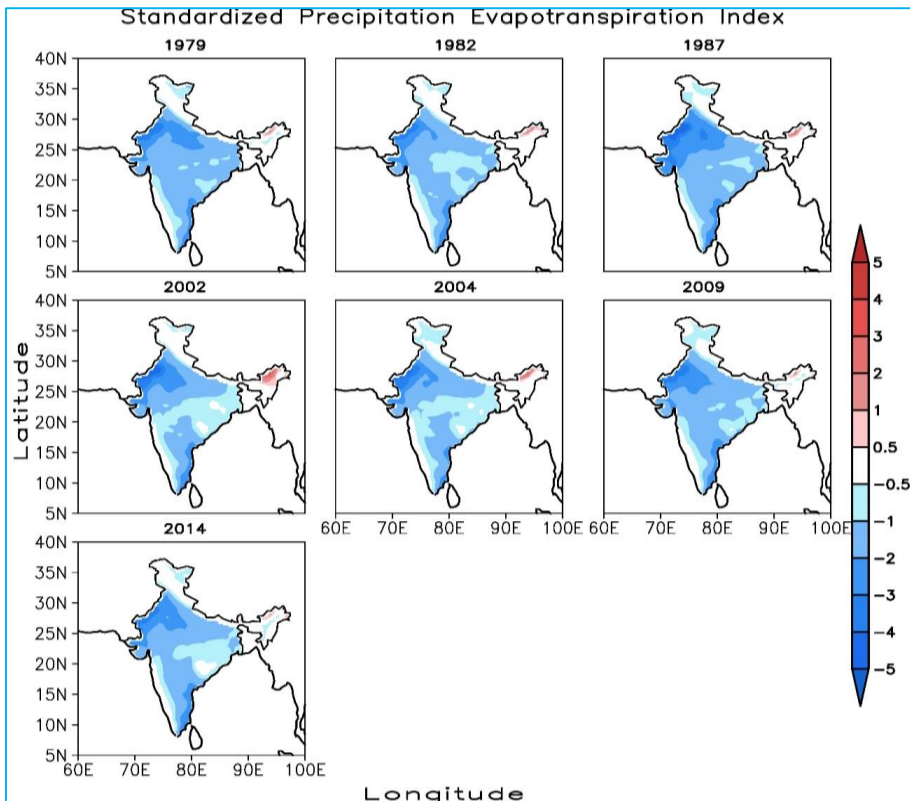 Standardized Precipitation Evapotranspiration Index
1979 1982 1987
40N
35N
30N
25N
20N
15N
10N
5N
2002 2004 2009
40N
35N
30N
25N
20N
15N
10N
5N
60E 70E 80E 90E 100E 60E 70E 80E 90E 100E
2014
40N
35N
30N
25N
20N
15N
10N
5N
60E 70E 80E 90E 100E
Latitude
Longitude
5
4
3
2
1
0.5
-0.5
-1
-2
-3
-4
-5